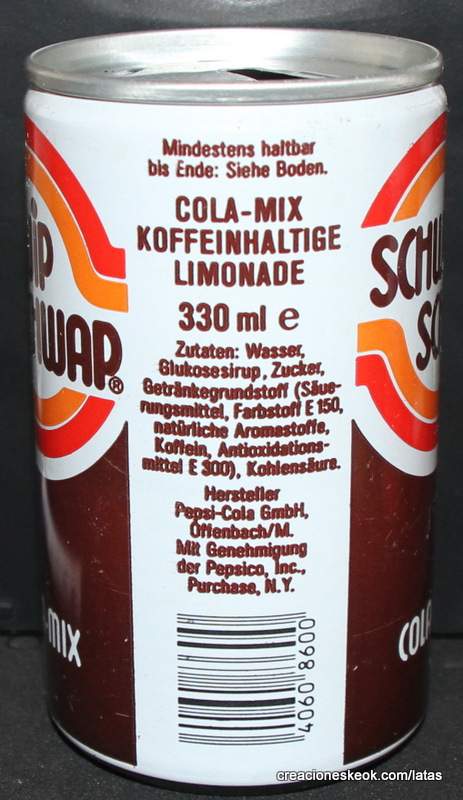 Mindestens haltbar
bis Ende: Siehe Boden.
COLA-MIX
KOFFEINHALTIGE
LIMONADE
330 ml e
Zutaten: Wasser,
Glukosesirup, Zucker,
Getränkegrundstoff (Säue-
rungsmittel, Farbstoff E 150,
natürliche Aromastoffe,
Koffein, Antioxidations-
mittel E 300), Kohlensäure.
Hersteller
Pepsi-Cola GmbH,
Offenbach/M.
Mit Genehmigung
der Pepsico, Inc.,
Purchase, N.Y.
4060 8600
creacioneskeok.com/latas